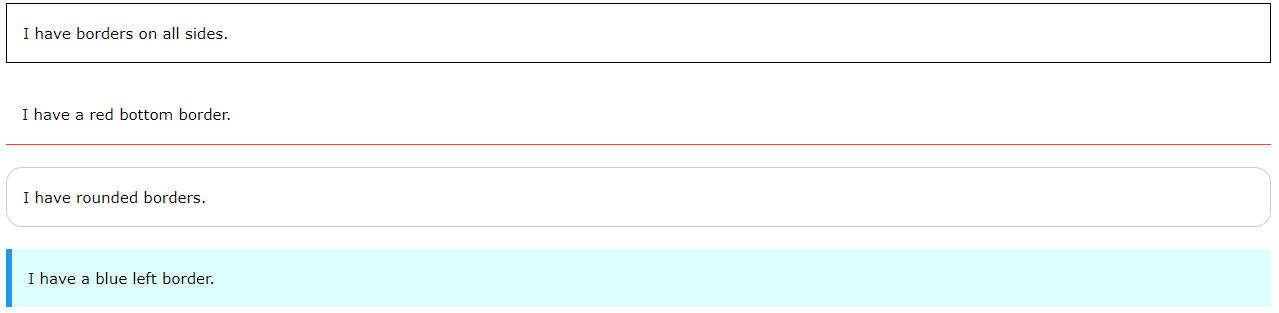 I have borders on all sides.
I have a red bottom border.
I have rounded borders.
I have a blue left border.